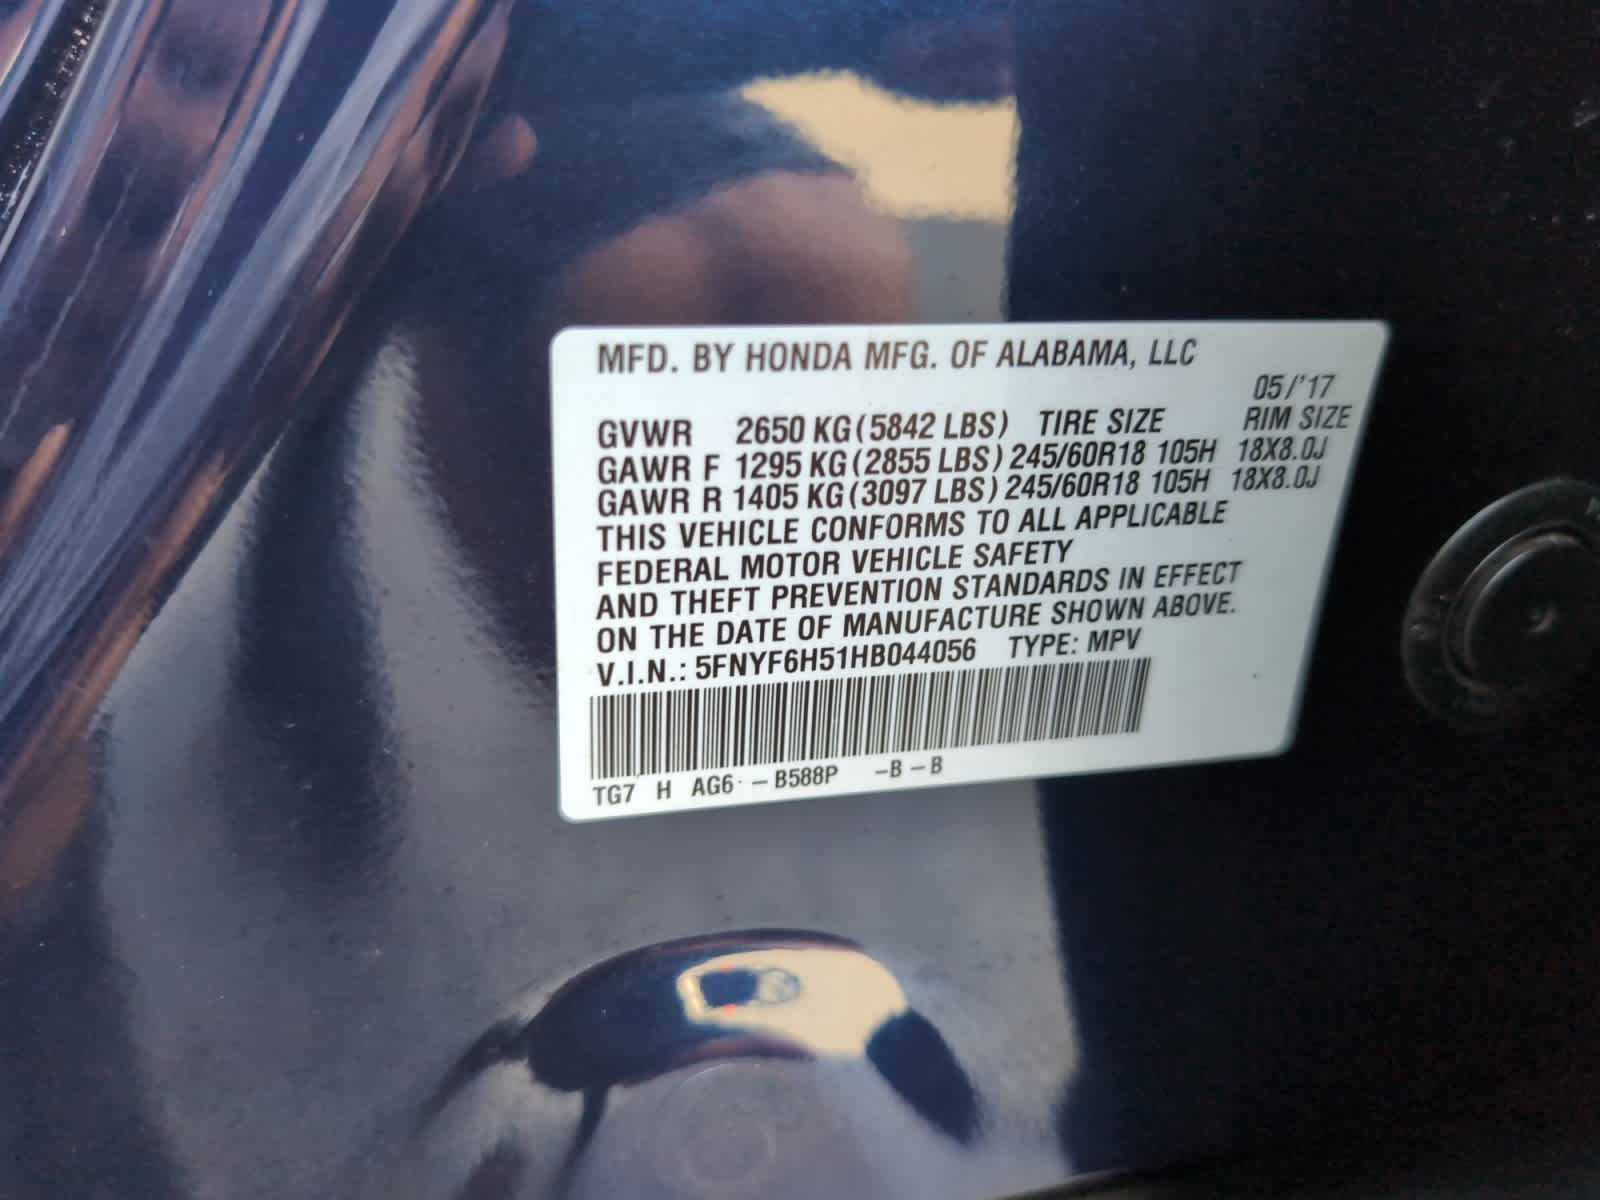 MFD. BY HONDA MFG. OF ALABAMA, LLC
05/'17
GVWR 2650 KG (5842 LBS) TIRE SIZE RIM SIZE
GAWR F 1295 KG (2855 LBS) 245/60R18 105H 18X8.0J
GAWR R 1405 KG (3097 LBS) 245/60R18 105H 18X8.0J
THIS VEHICLE CONFORMS TO ALL APPLICABLE
FEDERAL MOTOR VEHICLE SAFETY
AND THEFT PREVENTION STANDARDS IN EFFECT
ON THE DATE OF MANUFACTURE SHOWN ABOVE.
V.I.N.: 5FNYF6H51HB044056 TYPE: MPV
TG7 H AG6 - B588P -B-B